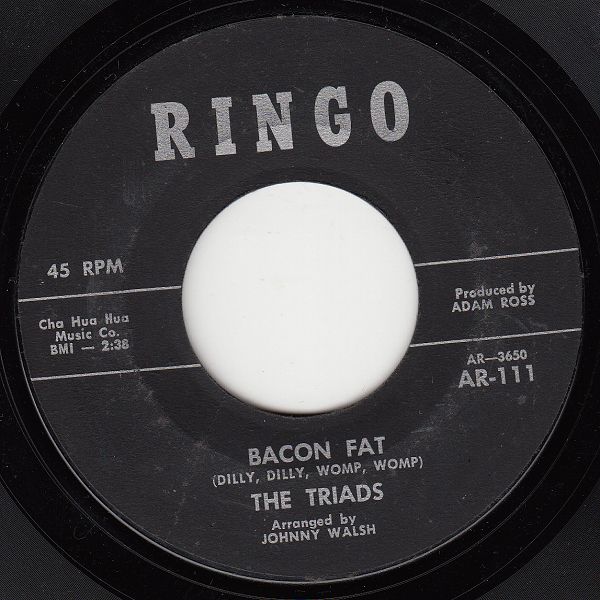 RINGO
45 RPM
Cha Hua Hua
Music Co.
BMI — 2:38
Produced by
ADAM ROSS
AR—3650
AR-111
BACON FAT
(DILLY, DILLY, WOMP, WOMP)
THE TRIADS
Arranged by
JOHNNY WALSH